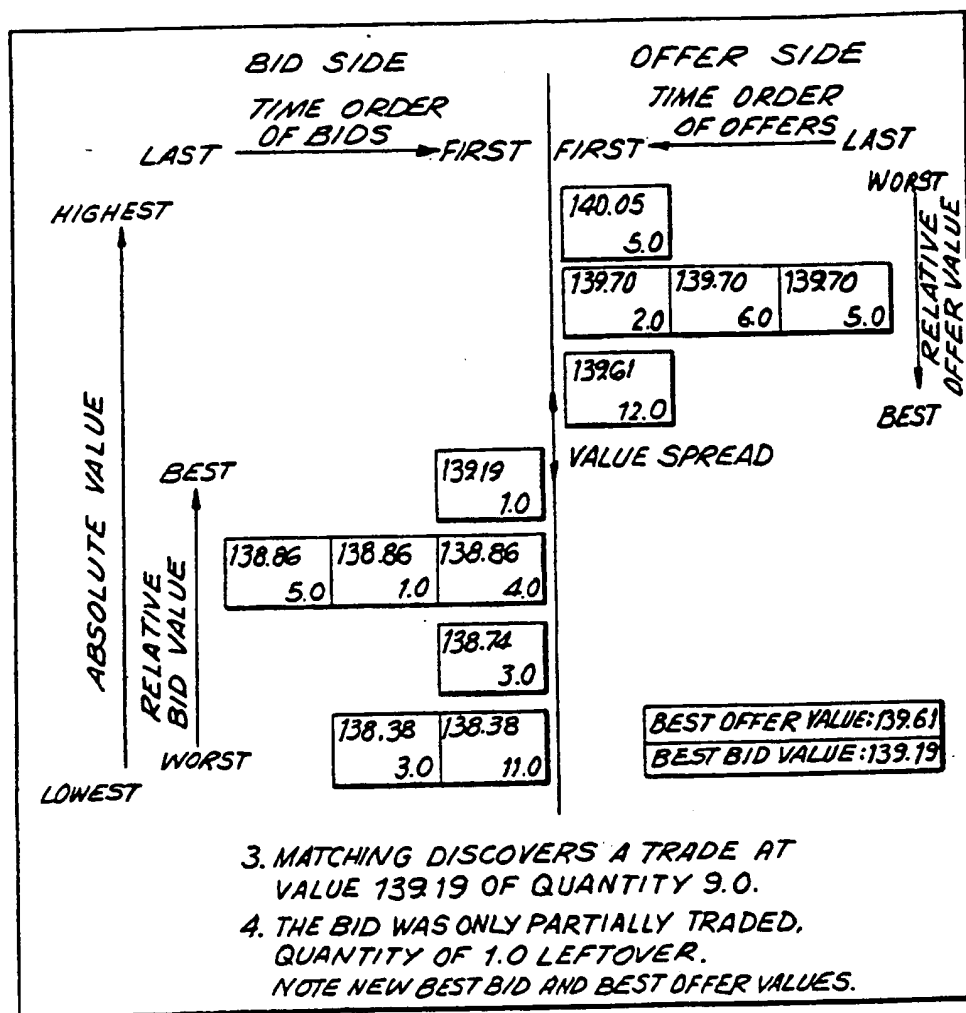 BID SIDE
OFFER SIDE
TIME ORDER
OF BIDS
TIME ORDER
OF OFFERS
LAST
FIRST
FIRST
LAST
HIGHEST
WORST
RELATIVE
OFFER VALUE
BEST
140.05
5.0
139.70 139.70 139.70
2.0 6.0 5.0
139.61
12.0
VALUE SPREAD
ABSOLUTE VALUE
BEST
RELATIVE
BID VALUE
WORST
LOWEST
139.19
1.0
138.86 138.86 138.86
5.0 1.0 4.0
138.74
3.0
138.38 138.38
3.0 11.0
BEST OFFER VALUE:139.61
BEST BID VALUE:139.19
3. MATCHING DISCOVERS A TRADE AT
VALUE 139.19 OF QUANTITY 9.0.
4. THE BID WAS ONLY PARTIALLY TRADED,
QUANTITY OF 1.0 LEFTOVER.
NOTE NEW BEST BID AND BEST OFFER VALUES.